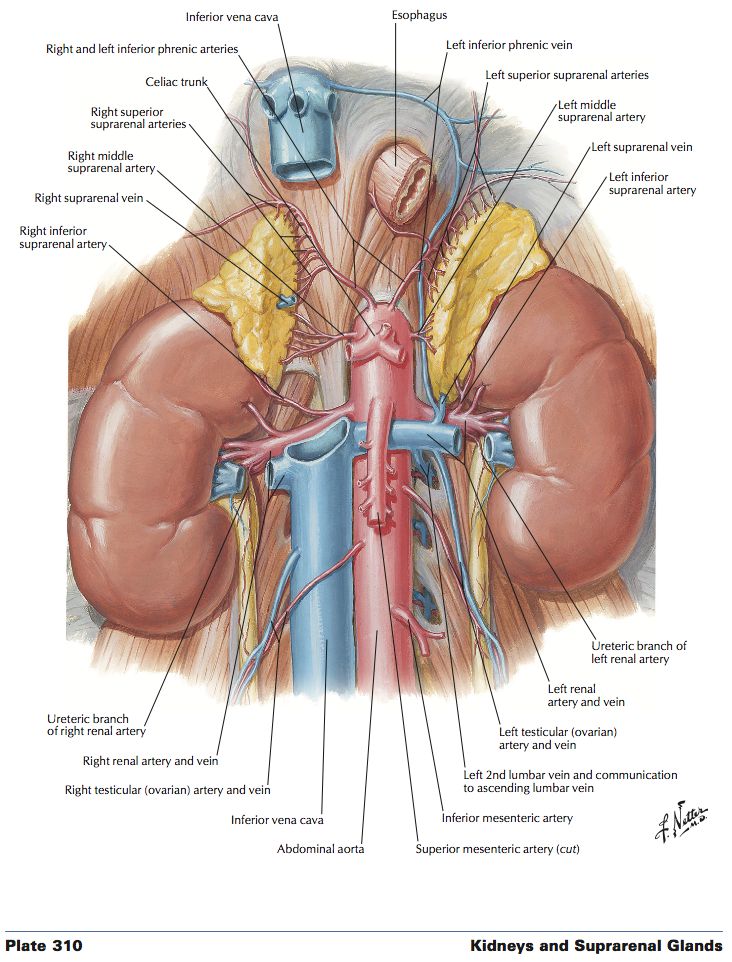 Inferior vena cava
Esophagus
Right and left inferior phrenic arteries
Left inferior phrenic vein
Celiac trunk
Left superior suprarenal arteries
Right superior
suprarenal arteries
Left middle
suprarenal artery
Right middle
suprarenal artery
Left suprarenal vein
Right suprarenal vein
Left inferior
suprarenal artery
Right inferior
suprarenal artery
Ureteric branch of
left renal artery
Left renal
artery and vein
Ureteric branch
of right renal artery
Left testicular (ovarian)
artery and vein
Right renal artery and vein
Left 2nd lumbar vein and communication
to ascending lumbar vein
Right testicular (ovarian) artery and vein
Inferior vena cava
Inferior mesenteric artery
Abdominal aorta
Superior mesenteric artery (cut)
F. Netter
M.D.
Plate 310
Kidneys and Suprarenal Glands